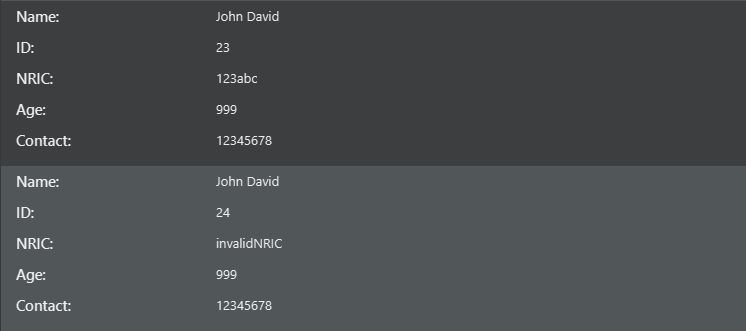 Name: John David
ID: 23
NRIC: 123abc
Age: 999
Contact: 12345678
Name: John David
ID: 24
NRIC: invalidNRIC
Age: 999
Contact: 12345678